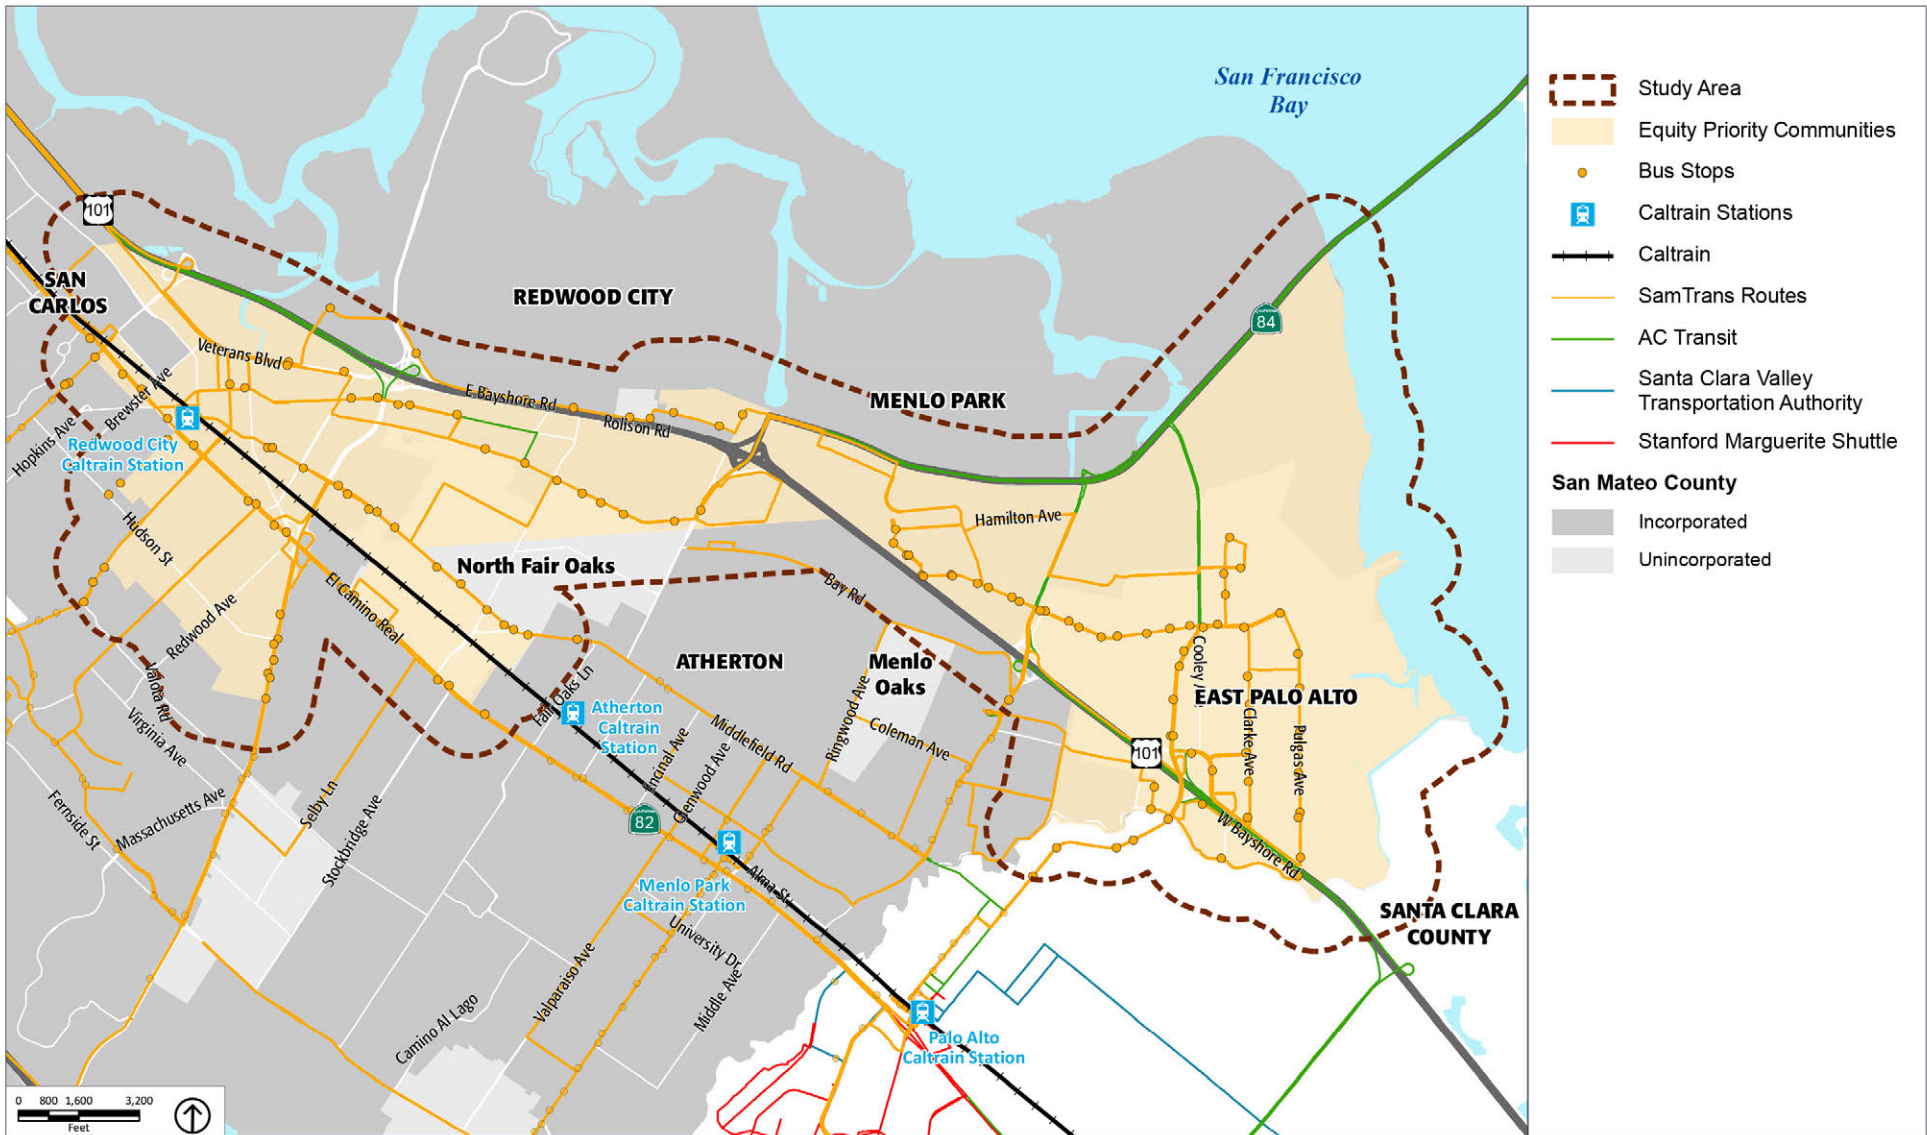 San Francisco
Bay
101
SAN
CARLOS
REDWOOD CITY
84
Veterans Blvd
Brewster Ave
E Bayshore Rd
MENLO PARK
Rolison Rd
Hopkins Ave
Redwood City
Caltrain Station
Hamilton Ave
Hudson St
North Fair Oaks
El Camino Real
Bay Rd
Redwood Ave
ATHERTON
Menlo
Oaks
Cooley A
EAST PALO ALTO
Valota Rd
Fair Oaks Ln
Atherton
Caltrain
Station
Ringwood Ave
Coleman Ave
Middlefield Rd
Virginia Ave
Encinal Ave
Glenwood Ave
Clarke Ave
Pulgas Ave
101
Fernside St
Massachusetts Ave
Selby Ln
Stockbridge Ave
82
W Bayshore Rd
Alma St
Menlo Park
Caltrain Station
SANTA CLARA
COUNTY
University Dr
Valparaiso Ave
Middle Ave
Camino Al Lago
Palo Alto
Caltrain Station
0 800 1,600 3,200
Feet
Study Area
Equity Priority Communities
Bus Stops
Caltrain Stations
Caltrain
SamTrans Routes
AC Transit
Santa Clara Valley
Transportation Authority
Stanford Marguerite Shuttle
San Mateo County
Incorporated
Unincorporated